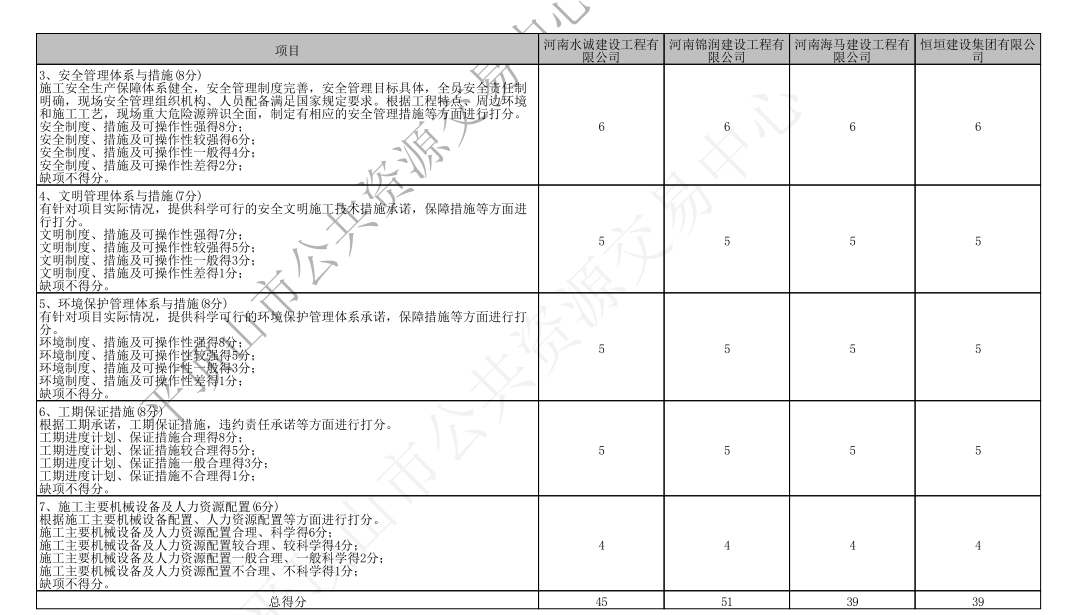 项目
河南水诚建设工程有限公司
河南锦润建设工程有限公司
河南海马建设工程有限公司
恒垣建设集团有限公司
3、安全管理体系与措施(8分)
施工安全生产保障体系健全，安全管理制度完善，安全管理目标具体，全员安全责任制
明确，现场安全管理组织机构、人员配备满足国家规定要求。根据工程特点、周边环境
和施工工艺，现场重大危险源辨识全面，制定有相应的安全管理措施等方面进行打分。
安全制度、措施及可操作性强得8分；
安全制度、措施及可操作性较强得6分；
安全制度、措施及可操作性一般得4分；
安全制度、措施及可操作性差得2分；
缺项不得分。
6 6 6 6
4、文明管理体系与措施(7分)
有针对项目实际情况，提供科学可行的安全文明施工技术措施承诺，保障措施等方面进
行打分。
文明制度、措施及可操作性强得7分；
文明制度、措施及可操作性较强得5分；
文明制度、措施及可操作性一般得3分；
文明制度、措施及可操作性差得1分；
缺项不得分。
5 5 5 5
5、环境保护管理体系与措施(8分)
有针对项目实际情况，提供科学可行的环境保护管理体系承诺，保障措施等方面进行打
分。
环境制度、措施及可操作性强得8分；
环境制度、措施及可操作性较强得5分；
环境制度、措施及可操作性一般得3分；
环境制度、措施及可操作性差得1分；
缺项不得分。
5 5 5 5
6、工期保证措施(8分)
根据工期承诺，工期保证措施，违约责任承诺等方面进行打分。
工期进度计划、保证措施合理得8分；
工期进度计划、保证措施较合理得5分；
工期进度计划、保证措施一般合理得3分；
工期进度计划、保证措施不合理得1分；
缺项不得分。
5 5 5 5
7、施工主要机械设备及人力资源配置(6分)
根据施工主要机械设备配置、人力资源配置等方面进行打分。
施工主要机械设备及人力资源配置合理、科学得6分；
施工主要机械设备及人力资源配置较合理、较科学得4分；
施工主要机械设备及人力资源配置一般合理、一般科学得2分；
施工主要机械设备及人力资源配置不合理、不科学得1分；
缺项不得分。
4 4 4 4
总得分 45 51 39 39
平顶山市公共资源交易中心
平顶山市公共资源交易中心